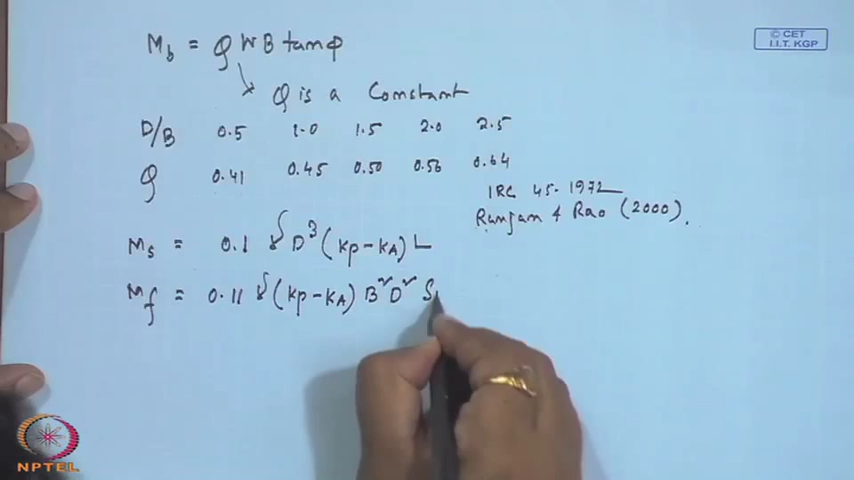 © CET
I.I.T. KGP
M_b = Q W B tan φ
Q is a Constant
D/B 0.5 1.0 1.5 2.0 2.5
Q 0.41 0.45 0.50 0.56 0.64
IRC 45-1972
Ranjan & Rao (2000).
M_s = 0.1 γ D³ (Kp-KA) L
M_f = 0.11 γ (Kp-KA) B² D² S
NPTEL